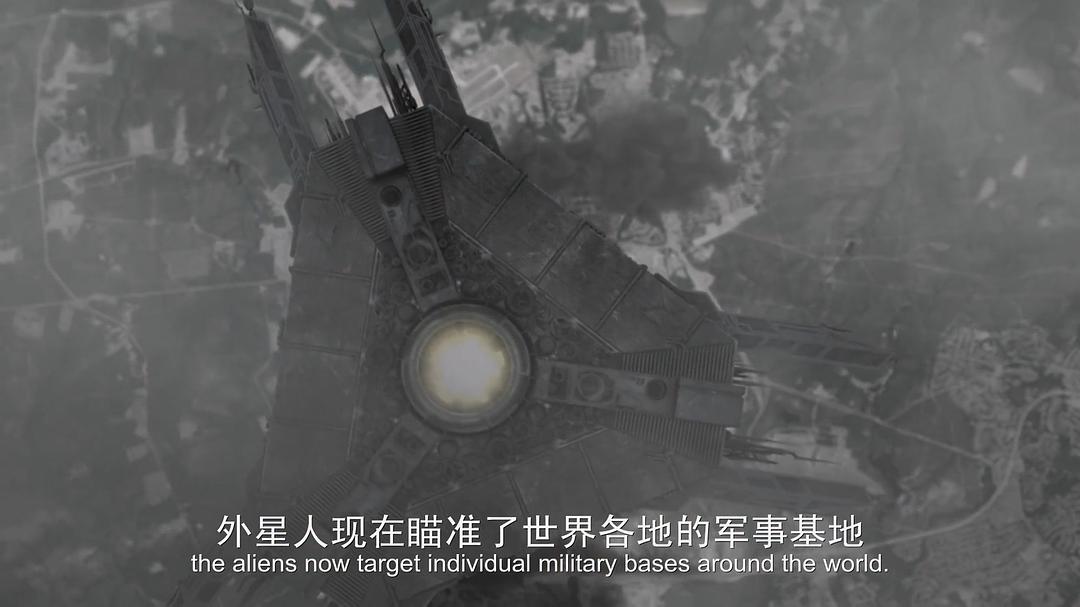 外星人现在瞄准了世界各地的军事基地
the aliens now target individual military bases around the world.